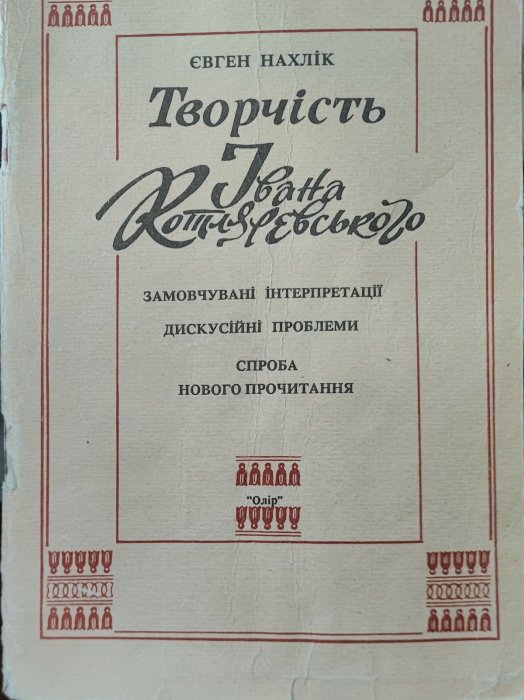 ЄВГЕН НАХЛІК
Творчість
Івана
Котляревського
ЗАМОВЧУВАНІ ІНТЕРПРЕТАЦІЇ
ДИСКУСІЙНІ ПРОБЛЕМИ
СПРОБА
НОВОГО ПРОЧИТАННЯ
"Олір"